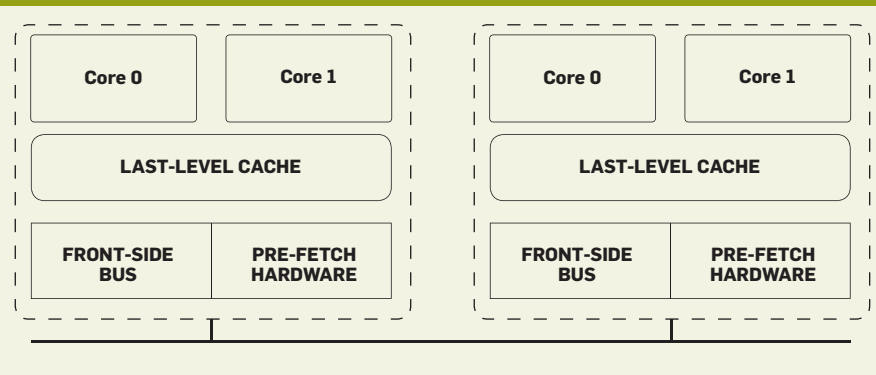 Core 0
Core 1
LAST-LEVEL CACHE
FRONT-SIDE
BUS
PRE-FETCH
HARDWARE
Core 0
Core 1
LAST-LEVEL CACHE
FRONT-SIDE
BUS
PRE-FETCH
HARDWARE